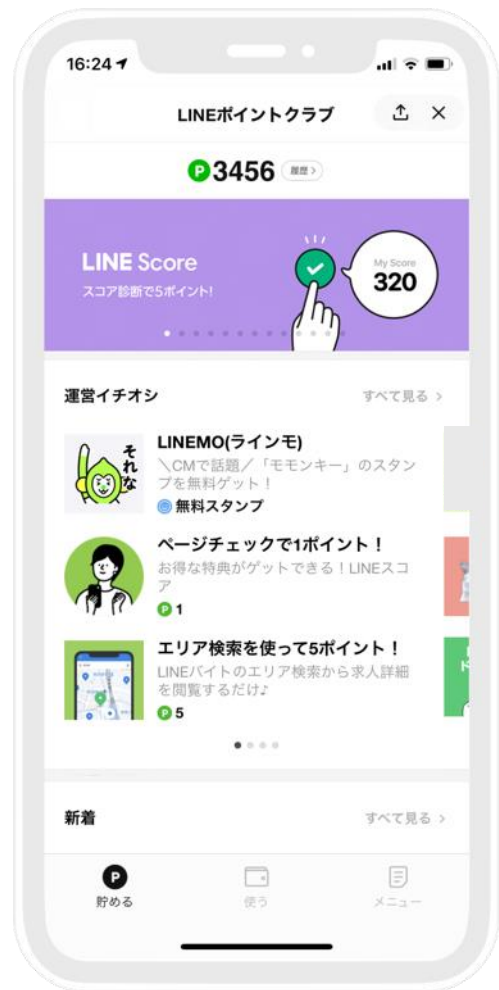 16:24
LINEポイントクラブ
P 3456 履歴 >
LINE Score
スコア診断で5ポイント!
My Score
320
運営イチオシ
すべて見る >
それな
LINEMO(ラインモ)
＼CMで話題／「モモンキー」のスタン
プを無料ゲット！
無料スタンプ
ページチェックで1ポイント！
お得な特典がゲットできる！LINEスコ
ア
P 1
エリア検索を使って5ポイント！
LINEバイトのエリア検索から求人詳細
を閲覧するだけ♪
P 5
新着
すべて見る >
P
貯める
使う
メニュー